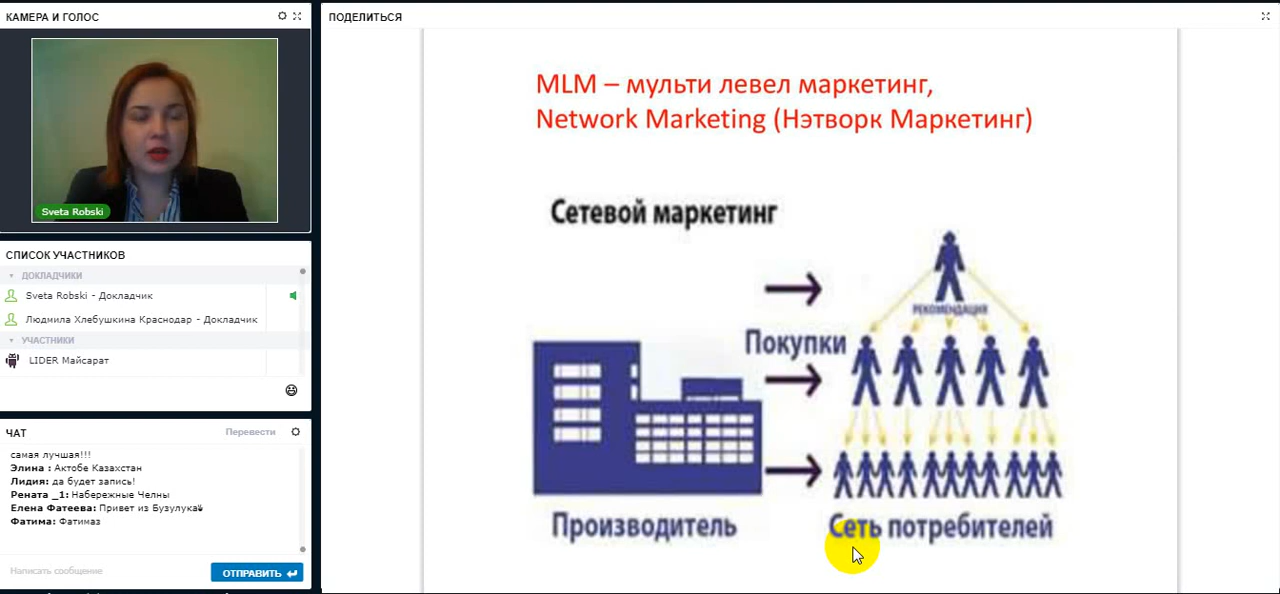 КАМЕРА И ГОЛОС
Sveta Robski
СПИСОК УЧАСТНИКОВ
ДОКЛАДЧИКИ
Sveta Robski - Докладчик
Людмила Хлебушкина Краснодар - Докладчик
УЧАСТНИКИ
LIDER Майсарат
ЧАТ
Перевести
самая лучшая!!!
Элина : Актобе Казахстан
Лидия: да будет запись!
Рената _1: Набережные Челны
Елена Фатеева: Привет из Бузулука
Фатима: Фатимаз
Написать сообщение
ОТПРАВИТЬ
ПОДЕЛИТЬСЯ
MLM – мульти левел маркетинг,
Network Marketing (Нэтворк Маркетинг)
Сетевой маркетинг
РЕКОМЕНДАЦИЯ
Покупки
Производитель
Сеть потребителей